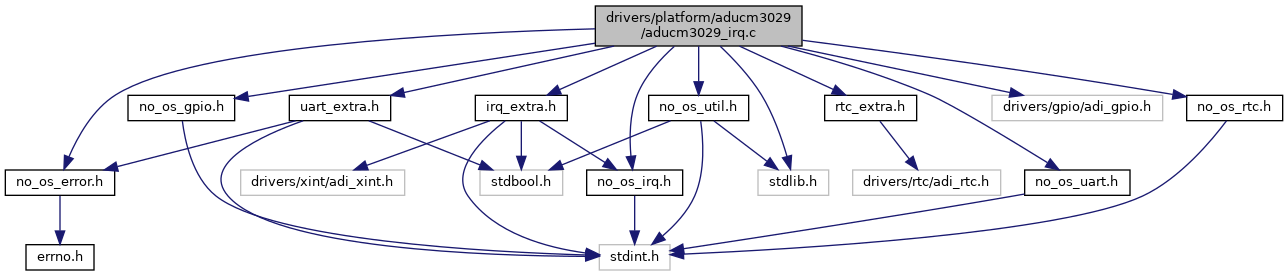 drivers/platform/aducm3029
/aducm3029_irq.c
no_os_gpio.h
uart_extra.h
irq_extra.h
no_os_util.h
rtc_extra.h
drivers/gpio/adi_gpio.h
no_os_rtc.h
no_os_error.h
drivers/xint/adi_xint.h
stdbool.h
no_os_irq.h
stdlib.h
drivers/rtc/adi_rtc.h
no_os_uart.h
errno.h
stdint.h